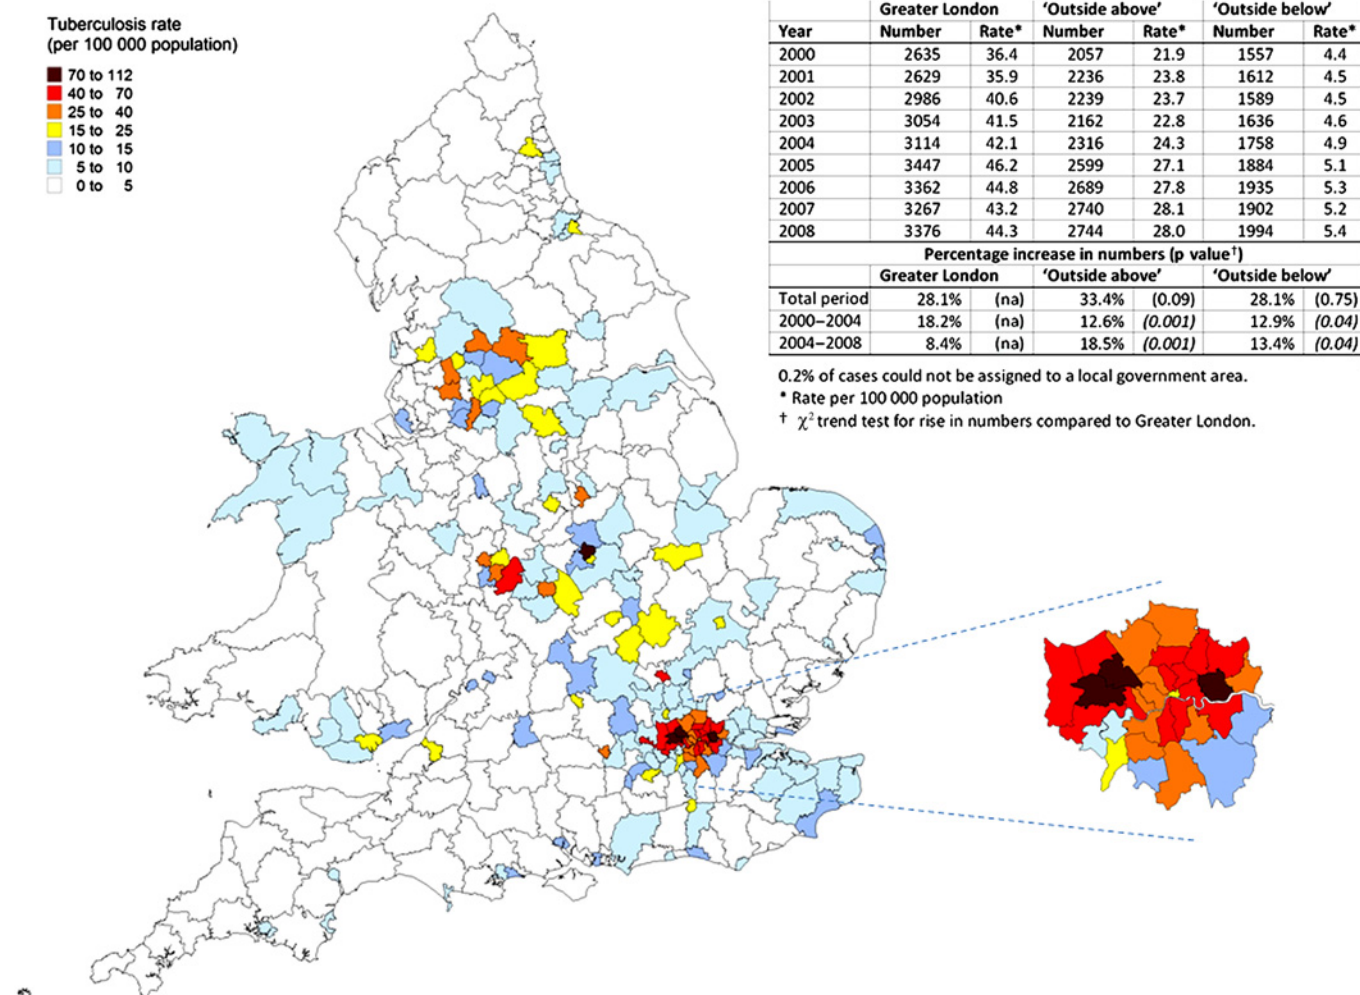 Tuberculosis rate
(per 100 000 population)
70 to 112
40 to 70
25 to 40
15 to 25
10 to 15
5 to 10
0 to 5
Greater London ‘Outside above’ ‘Outside below’
Year Number Rate* Number Rate* Number Rate*
2000 2635 36.4 2057 21.9 1557 4.4
2001 2629 35.9 2236 23.8 1612 4.5
2002 2986 40.6 2239 23.7 1589 4.5
2003 3054 41.5 2162 22.8 1636 4.6
2004 3114 42.1 2316 24.3 1758 4.9
2005 3447 46.2 2599 27.1 1884 5.1
2006 3362 44.8 2689 27.8 1935 5.3
2007 3267 43.2 2740 28.1 1902 5.2
2008 3376 44.3 2744 28.0 1994 5.4
Percentage increase in numbers (p value†)
Greater London ‘Outside above’ ‘Outside below’
Total period 28.1% (na) 33.4% (0.09) 28.1% (0.75)
2000–2004 18.2% (na) 12.6% (0.001) 12.9% (0.04)
2004–2008 8.4% (na) 18.5% (0.001) 13.4% (0.04)
0.2% of cases could not be assigned to a local government area.
* Rate per 100 000 population
† χ² trend test for rise in numbers compared to Greater London.